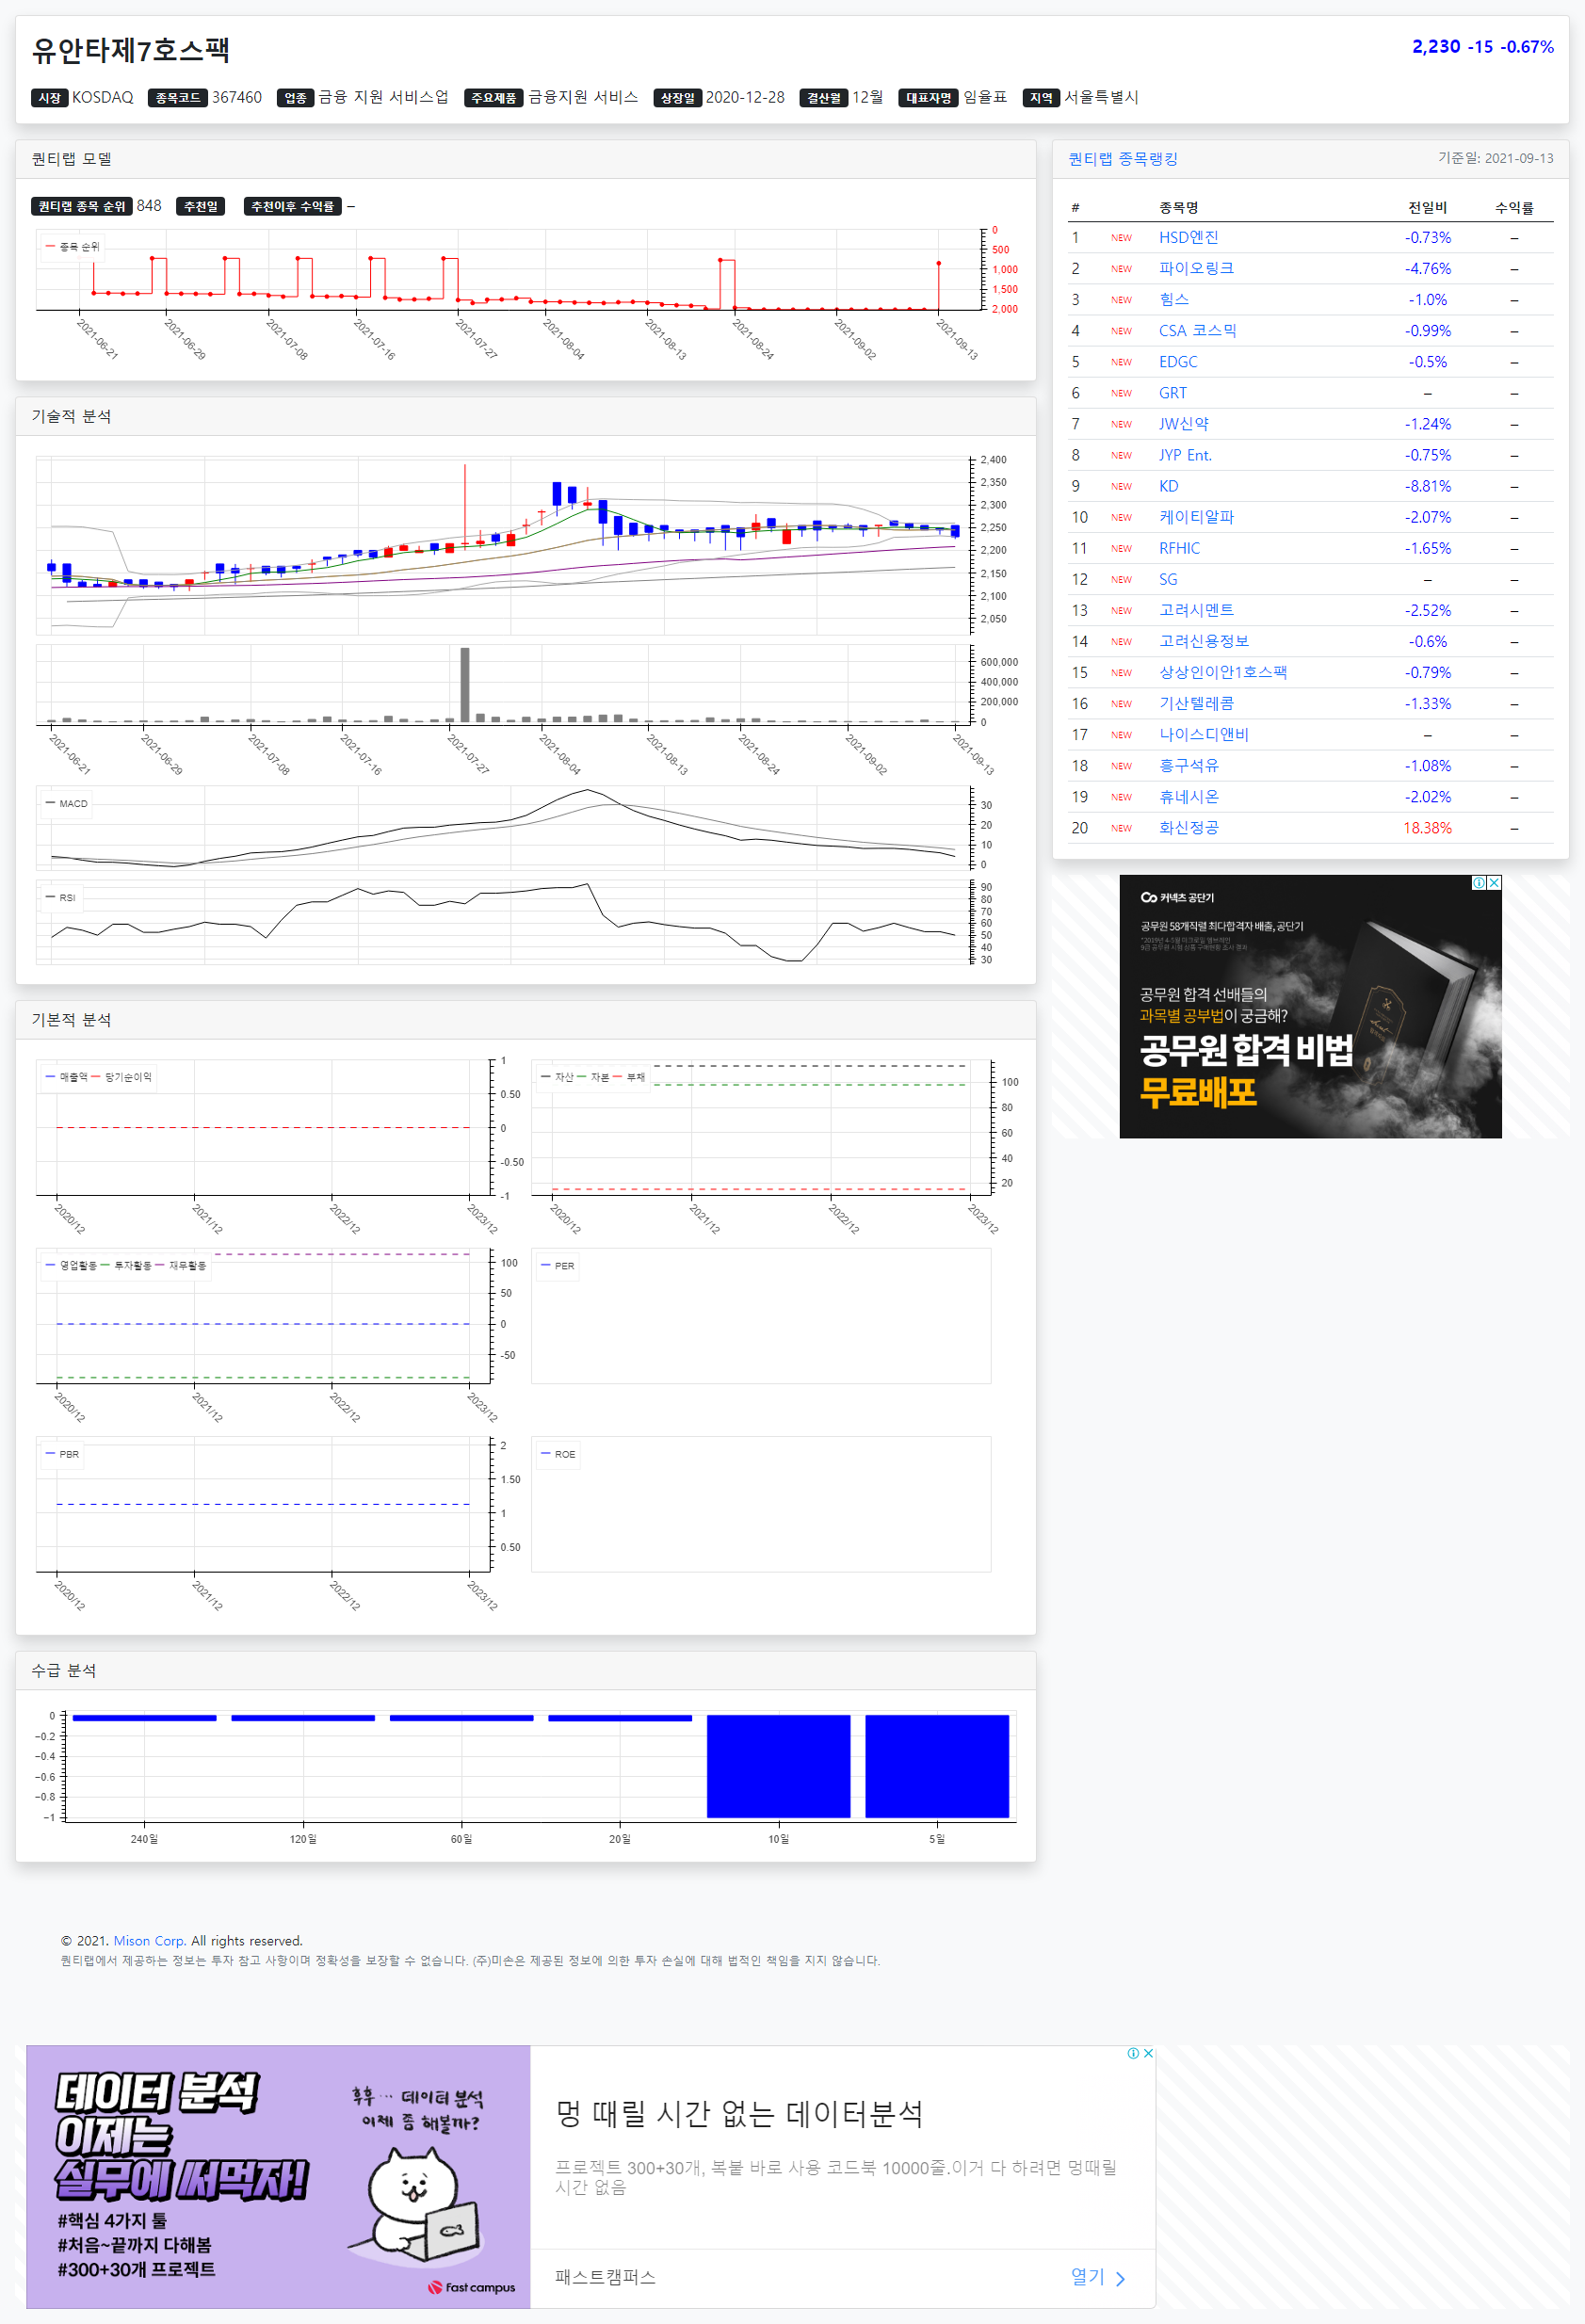 유안타제7호스팩
2,230 -15 -0.67%
시장 KOSDAQ 종목코드 367460 업종 금융 지원 서비스업 주요제품 금융지원 서비스 상장일 2020-12-28 결산월 12월 대표자명 임율표 지역 서울특별시
퀀티랩 모델
퀀티랩 종목 순위 848 추천일 추천이후 수익률 –
종목 순위
0
500
1,000
1,500
2,000
2021-06-21 2021-06-29 2021-07-08 2021-07-16 2021-07-27 2021-08-04 2021-08-13 2021-08-24 2021-09-02 2021-09-13
기술적 분석
2,400
2,350
2,300
2,250
2,200
2,150
2,100
2,050
600,000
400,000
200,000
0
2021-06-21 2021-06-29 2021-07-08 2021-07-16 2021-07-27 2021-08-04 2021-08-13 2021-08-24 2021-09-02 2021-09-13
MACD
30
20
10
0
RSI
90
80
70
60
50
40
30
기본적 분석
매출액 당기순이익
1
0.50
0
-0.50
-1
2020/12 2021/12 2022/12 2023/12
자산 자본 부채
100
80
60
40
20
2020/12 2021/12 2022/12 2023/12
영업활동 투자활동 재무활동
100
50
0
-50
2020/12 2021/12 2022/12 2023/12
PER
PBR
2
1.50
1
0.50
2020/12 2021/12 2022/12 2023/12
ROE
수급 분석
0
−0.2
−0.4
−0.6
−0.8
−1
240일 120일 60일 20일 10일 5일
퀀티랩 종목랭킹 기준일: 2021-09-13
# 종목명 전일비 수익률
1 NEW HSD엔진 -0.73% –
2 NEW 파이오링크 -4.76% –
3 NEW 힘스 -1.0% –
4 NEW CSA 코스믹 -0.99% –
5 NEW EDGC -0.5% –
6 NEW GRT – –
7 NEW JW신약 -1.24% –
8 NEW JYP Ent. -0.75% –
9 NEW KD -8.81% –
10 NEW 케이티알파 -2.07% –
11 NEW RFHIC -1.65% –
12 NEW SG – –
13 NEW 고려시멘트 -2.52% –
14 NEW 고려신용정보 -0.6% –
15 NEW 상상인이안1호스팩 -0.79% –
16 NEW 기산텔레콤 -1.33% –
17 NEW 나이스디앤비 – –
18 NEW 흥구석유 -1.08% –
19 NEW 휴네시온 -2.02% –
20 NEW 화신정공 18.38% –
커넥츠 공단기
공무원 58개직렬 최다합격자 배출, 공단기
공무원 합격 선배들의
과목별 공부법이 궁금해?
공무원 합격 비법
무료배포
© 2021. Mison Corp. All rights reserved.
퀀티랩에서 제공하는 정보는 투자 참고 사항이며 정확성을 보장할 수 없습니다. (주)미손은 제공된 정보에 의한 투자 손실에 대해 법적인 책임을 지지 않습니다.
데이터 분석
이제는
실무에 써먹자!
#핵심 4가지 툴
#처음~끝까지 다해봄
#300+30개 프로젝트
후후… 데이터 분석
이제 좀 해볼까?
fast campus
멍 때릴 시간 없는 데이터분석
프로젝트 300+30개, 복붙 바로 사용 코드북 10000줄.이거 다 하려면 멍때릴
시간 없음
패스트캠퍼스
열기